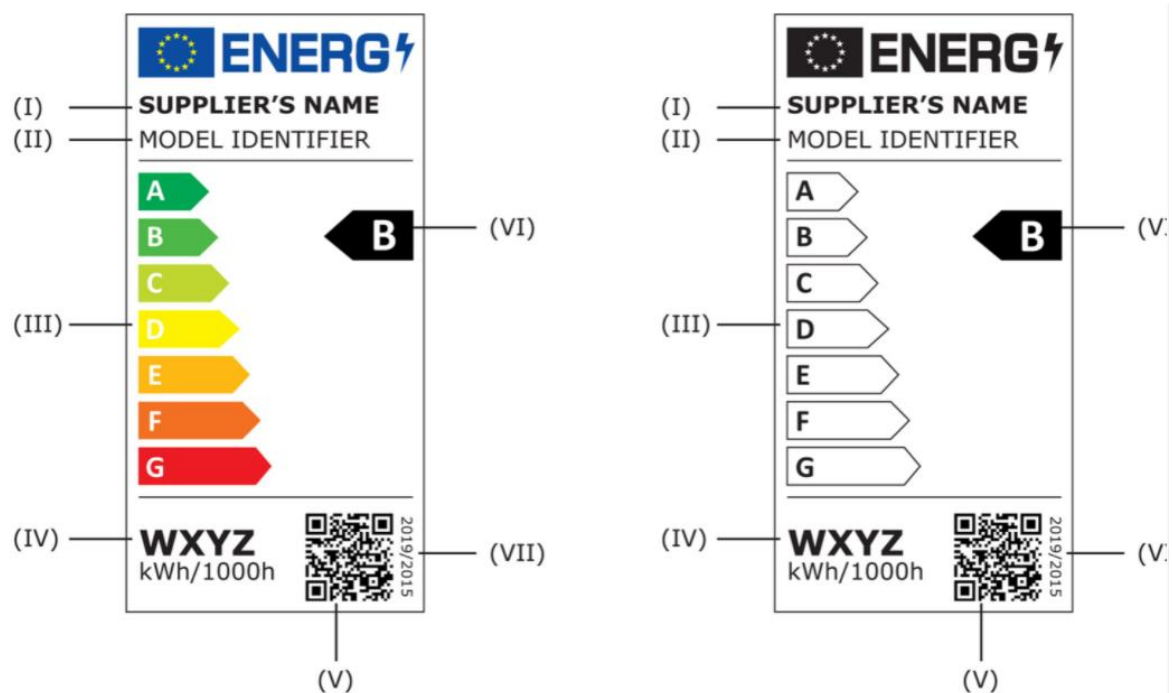 ENERG
(I) SUPPLIER'S NAME
(II) MODEL IDENTIFIER
A
B
B (VI)
C
(III) D
E
F
G
(IV) WXYZ
kWh/1000h
2019/2015 (VII)
(V)
ENERG
(I) SUPPLIER'S NAME
(II) MODEL IDENTIFIER
A
B
B
C
(III) D
E
F
G
(IV) WXYZ
kWh/1000h
2019/2015
(V)